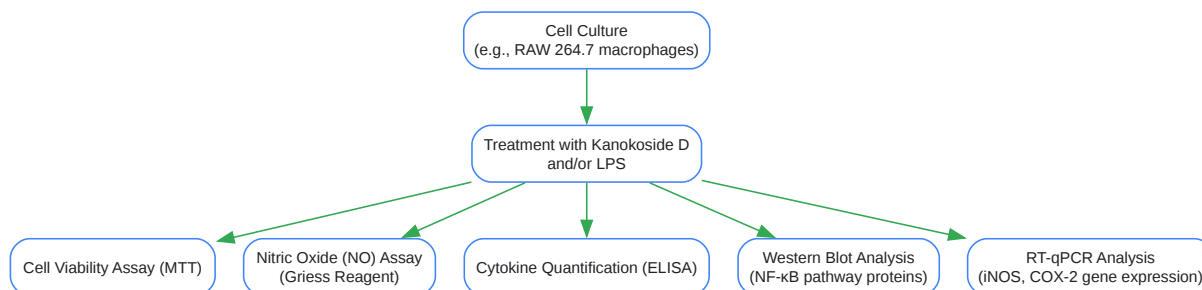 Cell Culture
(e.g., RAW 264.7 macrophages)
Treatment with Kanokoside D
and/or LPS
Cell Viability Assay (MTT)
Nitric Oxide (NO) Assay
(Griess Reagent)
Cytokine Quantification (ELISA)
Western Blot Analysis
(NF-κB pathway proteins)
RT-qPCR Analysis
(iNOS, COX-2 gene expression)